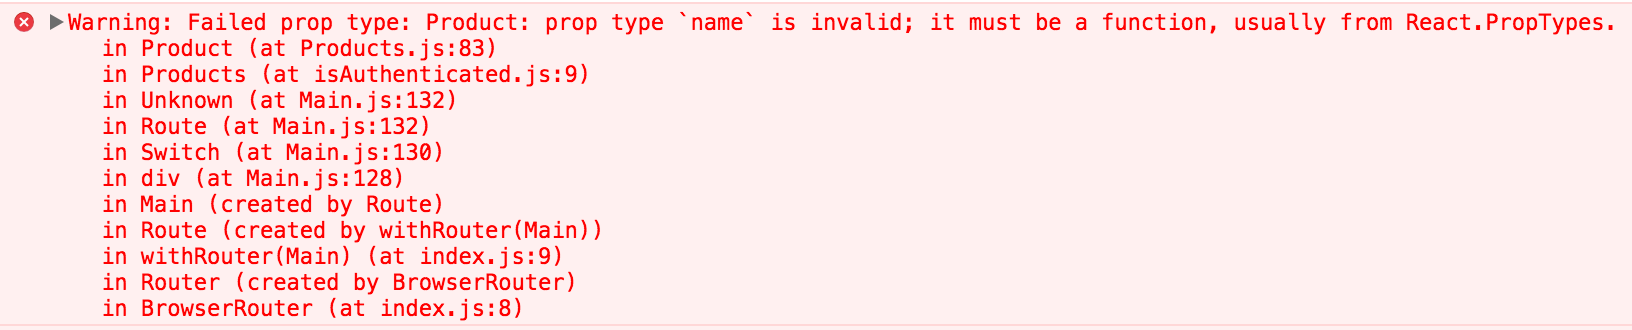 Warning: Failed prop type: Product: prop type `name` is invalid; it must be a function, usually from React.PropTypes.
in Product (at Products.js:83)
in Products (at isAuthenticated.js:9)
in Unknown (at Main.js:132)
in Route (at Main.js:132)
in Switch (at Main.js:130)
in div (at Main.js:128)
in Main (created by Route)
in Route (created by withRouter(Main))
in withRouter(Main) (at index.js:9)
in Router (created by BrowserRouter)
in BrowserRouter (at index.js:8)